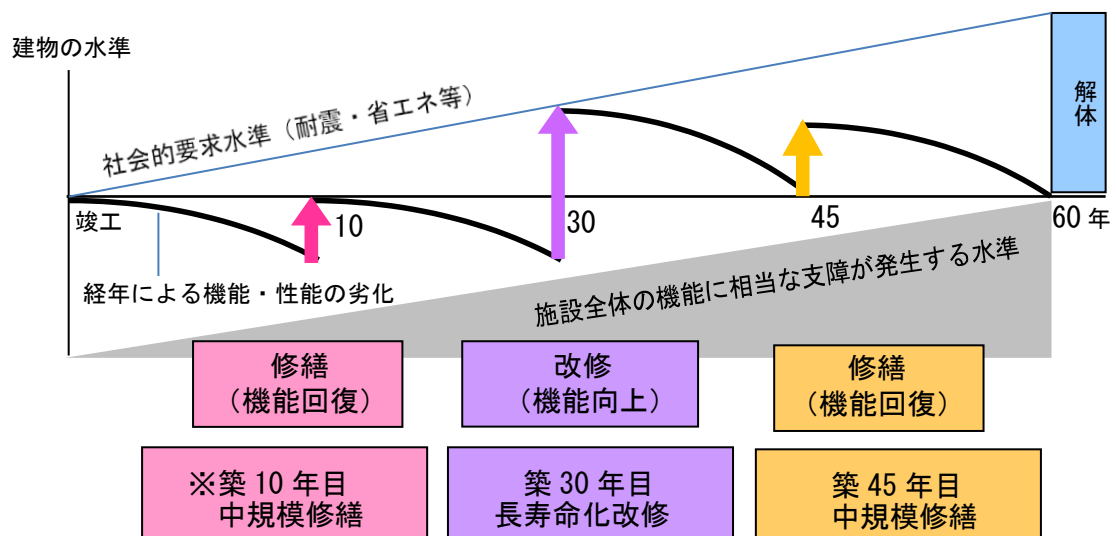 建物の水準
社会的要求水準（耐震・省エネ等）
解体
竣工
10
30
45
60 年
経年による機能・性能の劣化
施設全体の機能に相当な支障が発生する水準
修繕
（機能回復）
改修
（機能向上）
修繕
（機能回復）
※築 10 年目
中規模修繕
築 30 年目
長寿命化改修
築 45 年目
中規模修繕